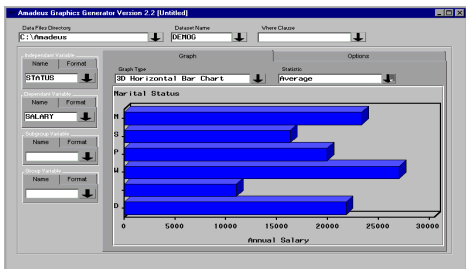 Amadeus Graphics Generator Version 2.2 [Untitled]
Data Files Directory
Dataset Name
Where Clause
C:\Amadeus
DEMOG
Independant Variable
Name Format
STATUS
Dependant Variable
Name Format
SALARY
Subgroup Variable
Name Format
Group Variable
Name Format
Graph
Options
Graph Type
Statistic
3D Horizontal Bar Chart
Average
Marital Status
M
S
P
W
D
0 5000 10000 15000 20000 25000 30000
Annual Salary